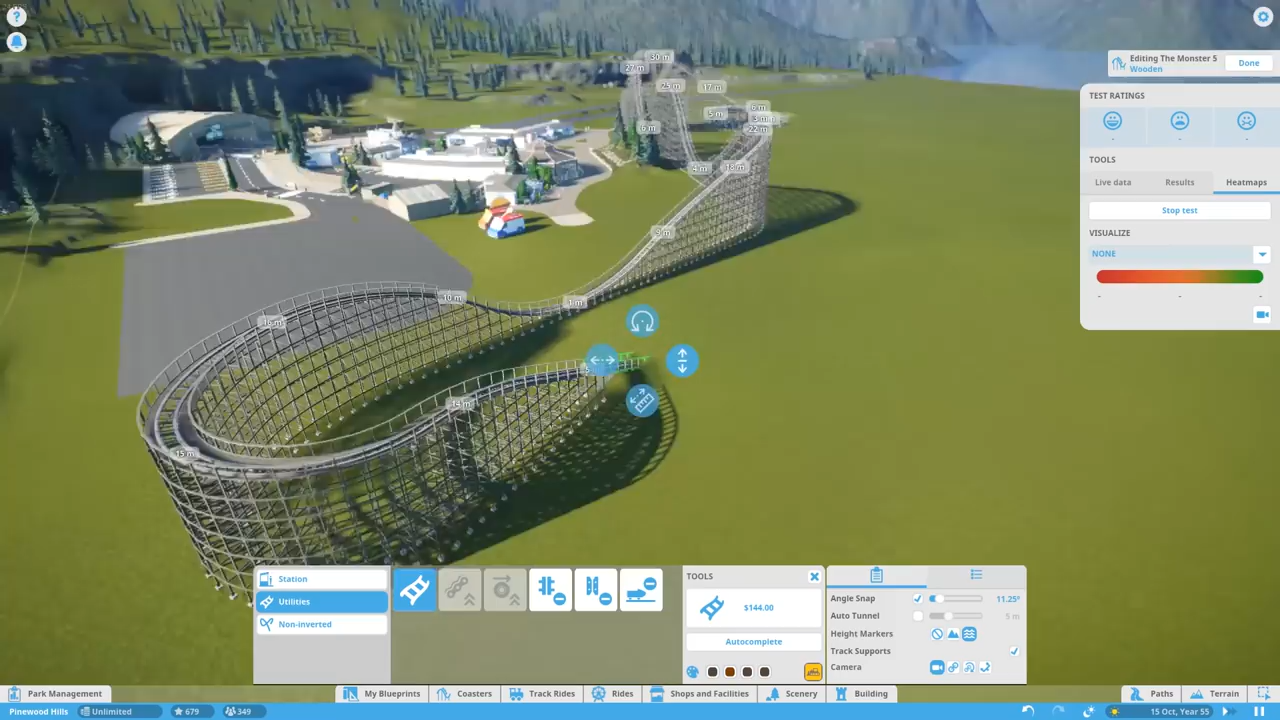 ?
Editing The Monster 5
Wooden
Done
TEST RATINGS
- - -
TOOLS
Live data
Results
Heatmaps
Stop test
VISUALIZE
NONE
- - -
30 m
27 m
25 m
17 m
6 m
5 m
3 m
22 m
6 m
4 m
18 m
9 m
10 m
1 m
16 m
14 m
15 m
Station
Utilities
Non-inverted
TOOLS
$144.00
Autocomplete
Angle Snap
11.25°
Auto Tunnel
5 m
Height Markers
Track Supports
Camera
Park Management
My Blueprints
Coasters
Track Rides
Rides
Shops and Facilities
Scenery
Building
Paths
Terrain
Pinewood Hills
Unlimited
679
349
15 Oct, Year 55